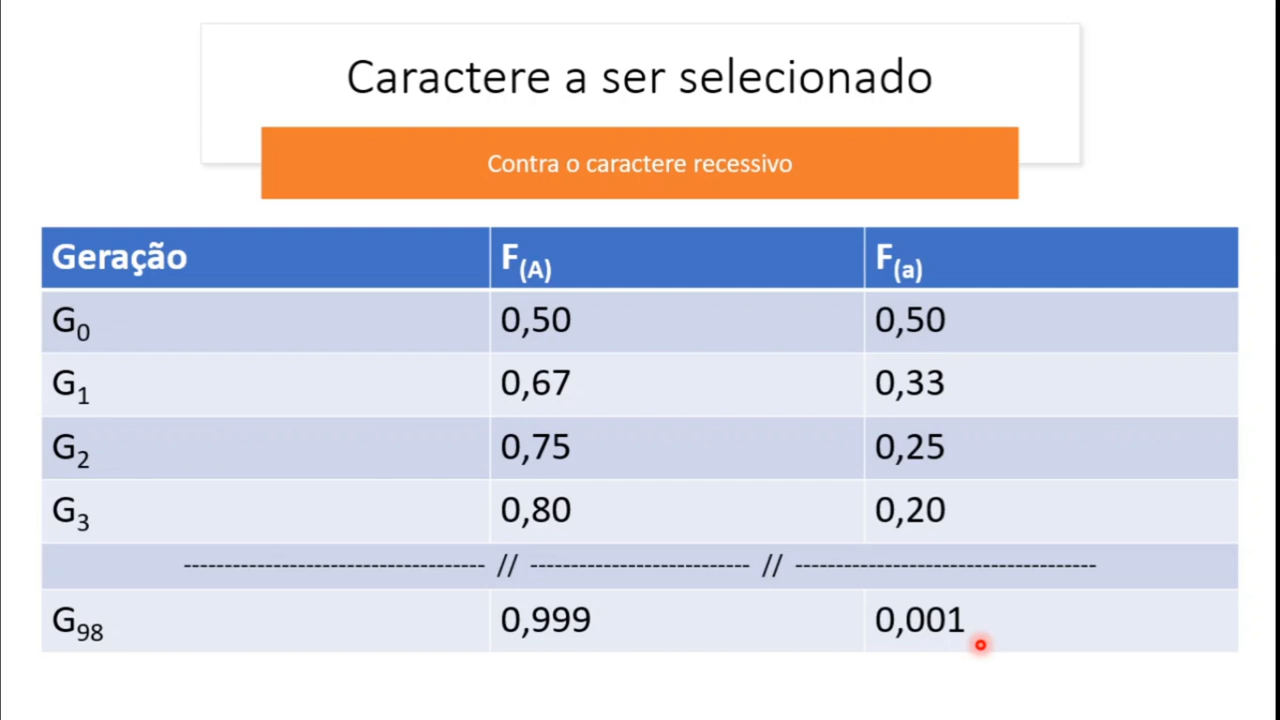 Caractere a ser selecionado
Contra o caractere recessivo
Geração F(A) F(a)
G0 0,50 0,50
G1 0,67 0,33
G2 0,75 0,25
G3 0,80 0,20
------------------------------------- // --------------------------- // -------------------------------------
G98 0,999 0,001